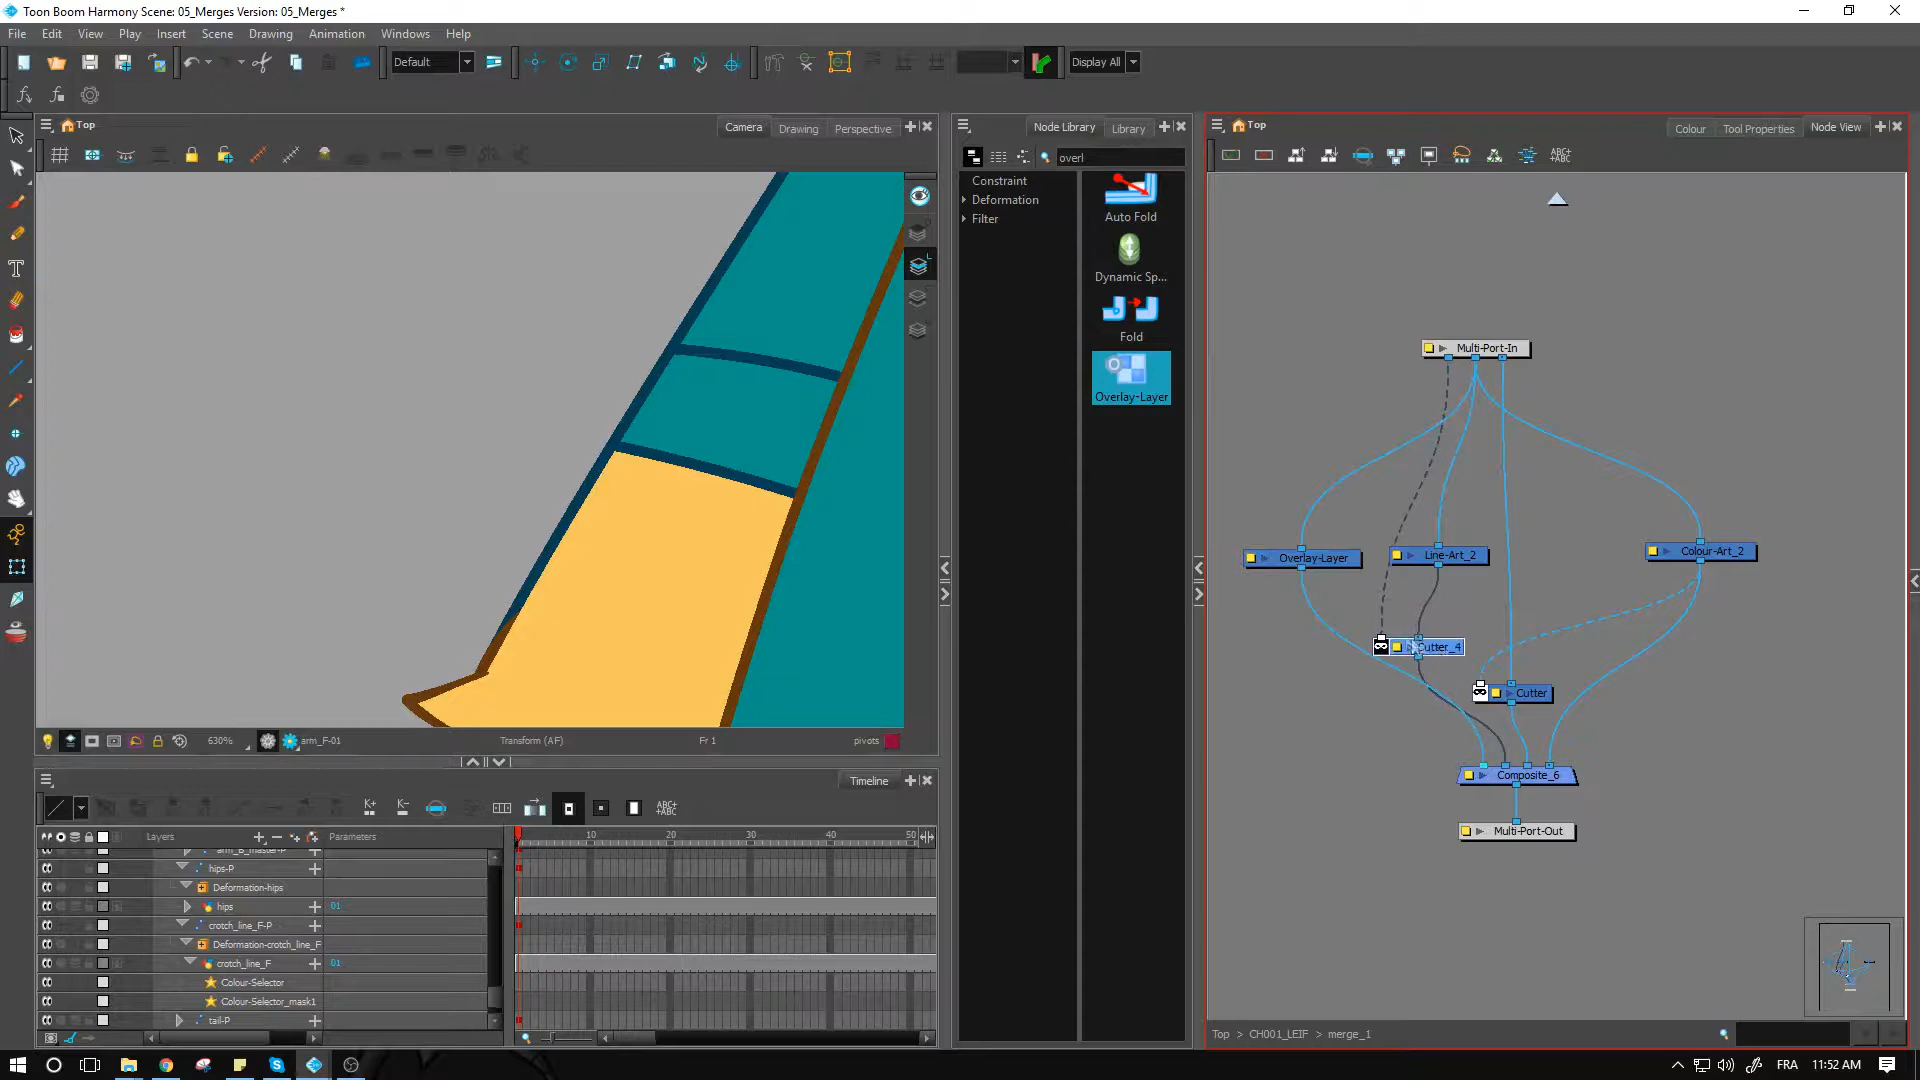 Toon Boom Harmony Scene: 05_Merges Version: 05_Merges *
File Edit View Play Insert Scene Drawing Animation Windows Help
Default
Display All
Top
Camera Drawing Perspective
Node Library Library
overl
Constraint
Deformation
Filter
Auto Fold
Dynamic Sp...
Fold
Overlay-Layer
Top
Colour Tool Properties Node View
ABC+
ABC+
Multi-Port-In
Overlay-Layer
Line-Art_2
Colour-Art_2
Cutter_4
Cutter
Composite_6
Multi-Port-Out
Top > CH001_LEIF > merge_1
630%
arm_F-01
Transform (AF)
Fr 1
pivots
Timeline
K+ K-
ABC+
ABC+
Layers
Parameters
10 20 30 40 50
arm_B_master-P
hips-P
Deformation-hips
hips 01
crotch_line_F-P
Deformation-crotch_line_F
crotch_line_F 01
Colour-Selector
Colour-Selector_mask1
tail-P
FRA 11:52 AM